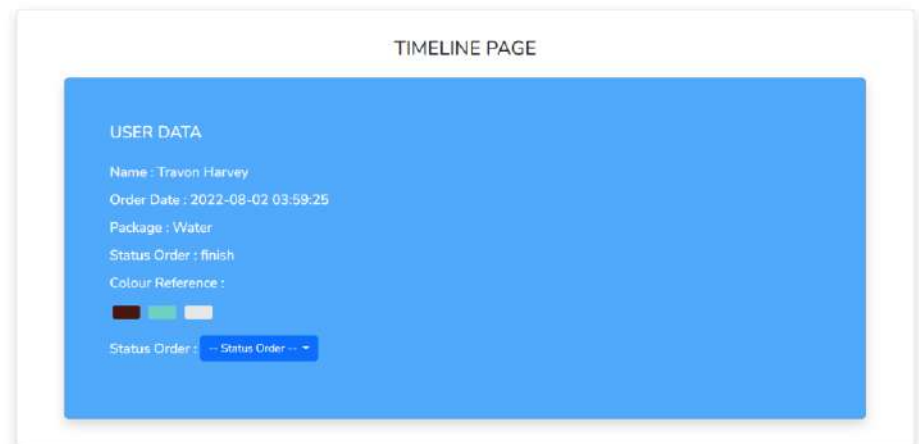 TIMELINE PAGE
USER DATA
Name : Travon Harvey
Order Date : 2022-08-02 03:59:25
Package : Water
Status Order : finish
Colour Reference :
Status Order : -- Status Order --